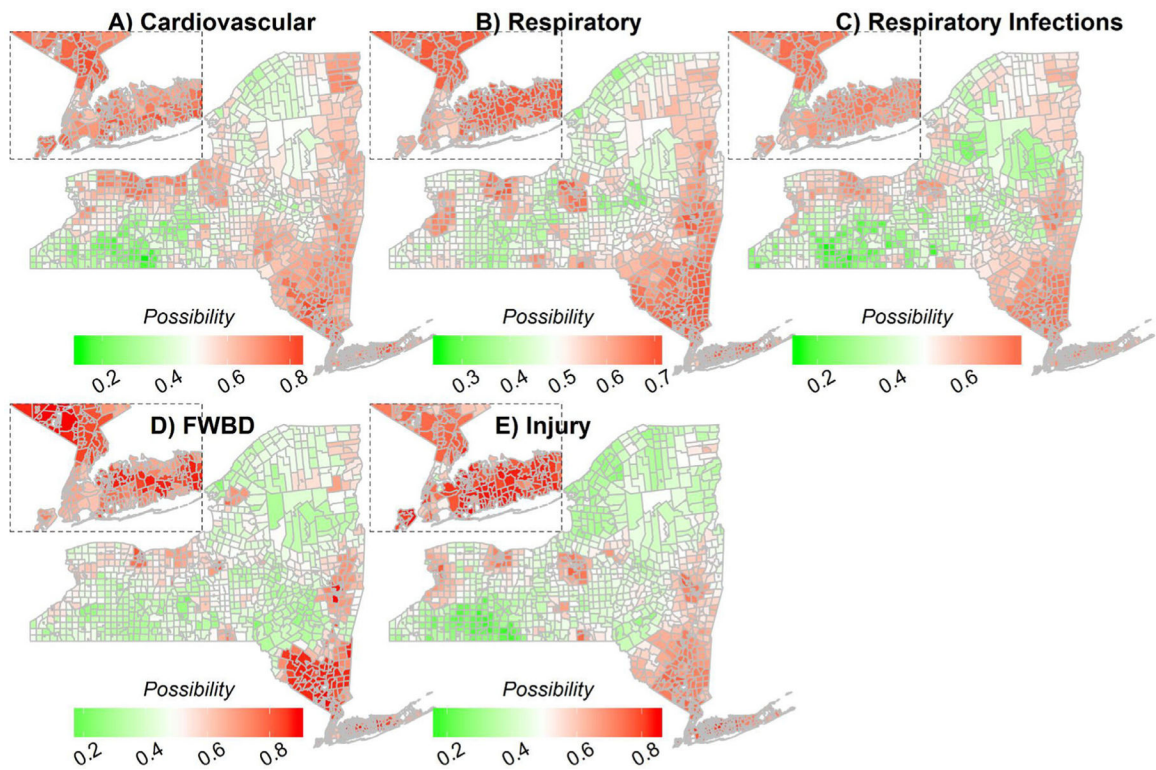 A) Cardiovascular
B) Respiratory
C) Respiratory Infections
Possibility
0.2 0.4 0.6 0.8
Possibility
0.3 0.4 0.5 0.6 0.7
Possibility
0.2 0.4 0.6
D) FWBD
E) Injury
Possibility
0.2 0.4 0.6 0.8
Possibility
0.2 0.4 0.6 0.8